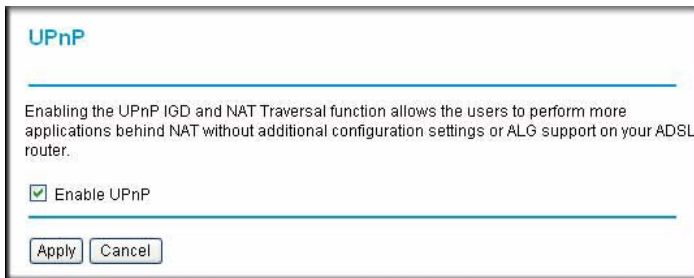 UPnP
Enabling the UPnP IGD and NAT Traversal function allows the users to perform more
applications behind NAT without additional configuration settings or ALG support on your ADSL
router.
Enable UPnP
Apply Cancel